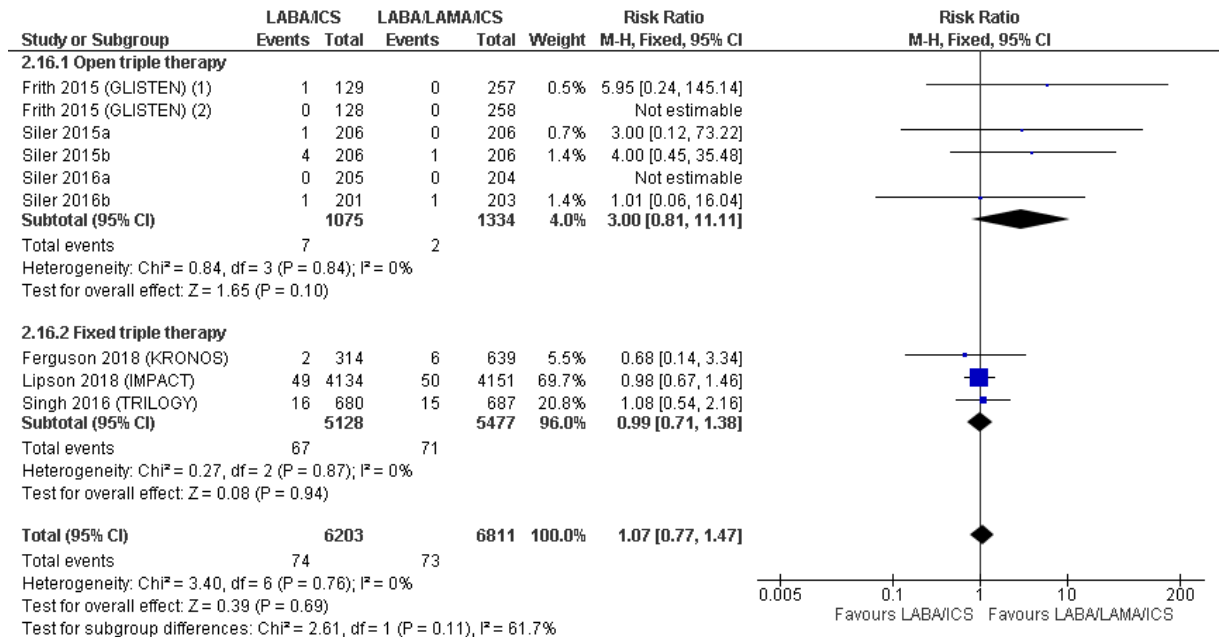 LABA/ICS LABA/LAMA/ICS Risk Ratio Risk Ratio
Study or Subgroup Events Total Events Total Weight M-H, Fixed, 95% CI M-H, Fixed, 95% CI
2.16.1 Open triple therapy
Frith 2015 (GLISTEN) (1) 1 129 0 257 0.5% 5.95 [0.24, 145.14]
Frith 2015 (GLISTEN) (2) 0 128 0 258 Not estimable
Siler 2015a 1 206 0 206 0.7% 3.00 [0.12, 73.22]
Siler 2015b 4 206 1 206 1.4% 4.00 [0.45, 35.48]
Siler 2016a 0 205 0 204 Not estimable
Siler 2016b 1 201 1 203 1.4% 1.01 [0.06, 16.04]
Subtotal (95% CI) 1075 1334 4.0% 3.00 [0.81, 11.11]
Total events 7 2
Heterogeneity: Chi² = 0.84, df = 3 (P = 0.84); I² = 0%
Test for overall effect: Z = 1.65 (P = 0.10)
2.16.2 Fixed triple therapy
Ferguson 2018 (KRONOS) 2 314 6 639 5.5% 0.68 [0.14, 3.34]
Lipson 2018 (IMPACT) 49 4134 50 4151 69.7% 0.98 [0.67, 1.46]
Singh 2016 (TRILOGY) 16 680 15 687 20.8% 1.08 [0.54, 2.16]
Subtotal (95% CI) 5128 5477 96.0% 0.99 [0.71, 1.38]
Total events 67 71
Heterogeneity: Chi² = 0.27, df = 2 (P = 0.87); I² = 0%
Test for overall effect: Z = 0.08 (P = 0.94)
Total (95% CI) 6203 6811 100.0% 1.07 [0.77, 1.47]
Total events 74 73
Heterogeneity: Chi² = 3.40, df = 6 (P = 0.76); I² = 0%
Test for overall effect: Z = 0.39 (P = 0.69)
Test for subgroup differences: Chi² = 2.61, df = 1 (P = 0.11), I² = 61.7%
0.005 0.1 1 10 200
Favours LABA/ICS Favours LABA/LAMA/ICS